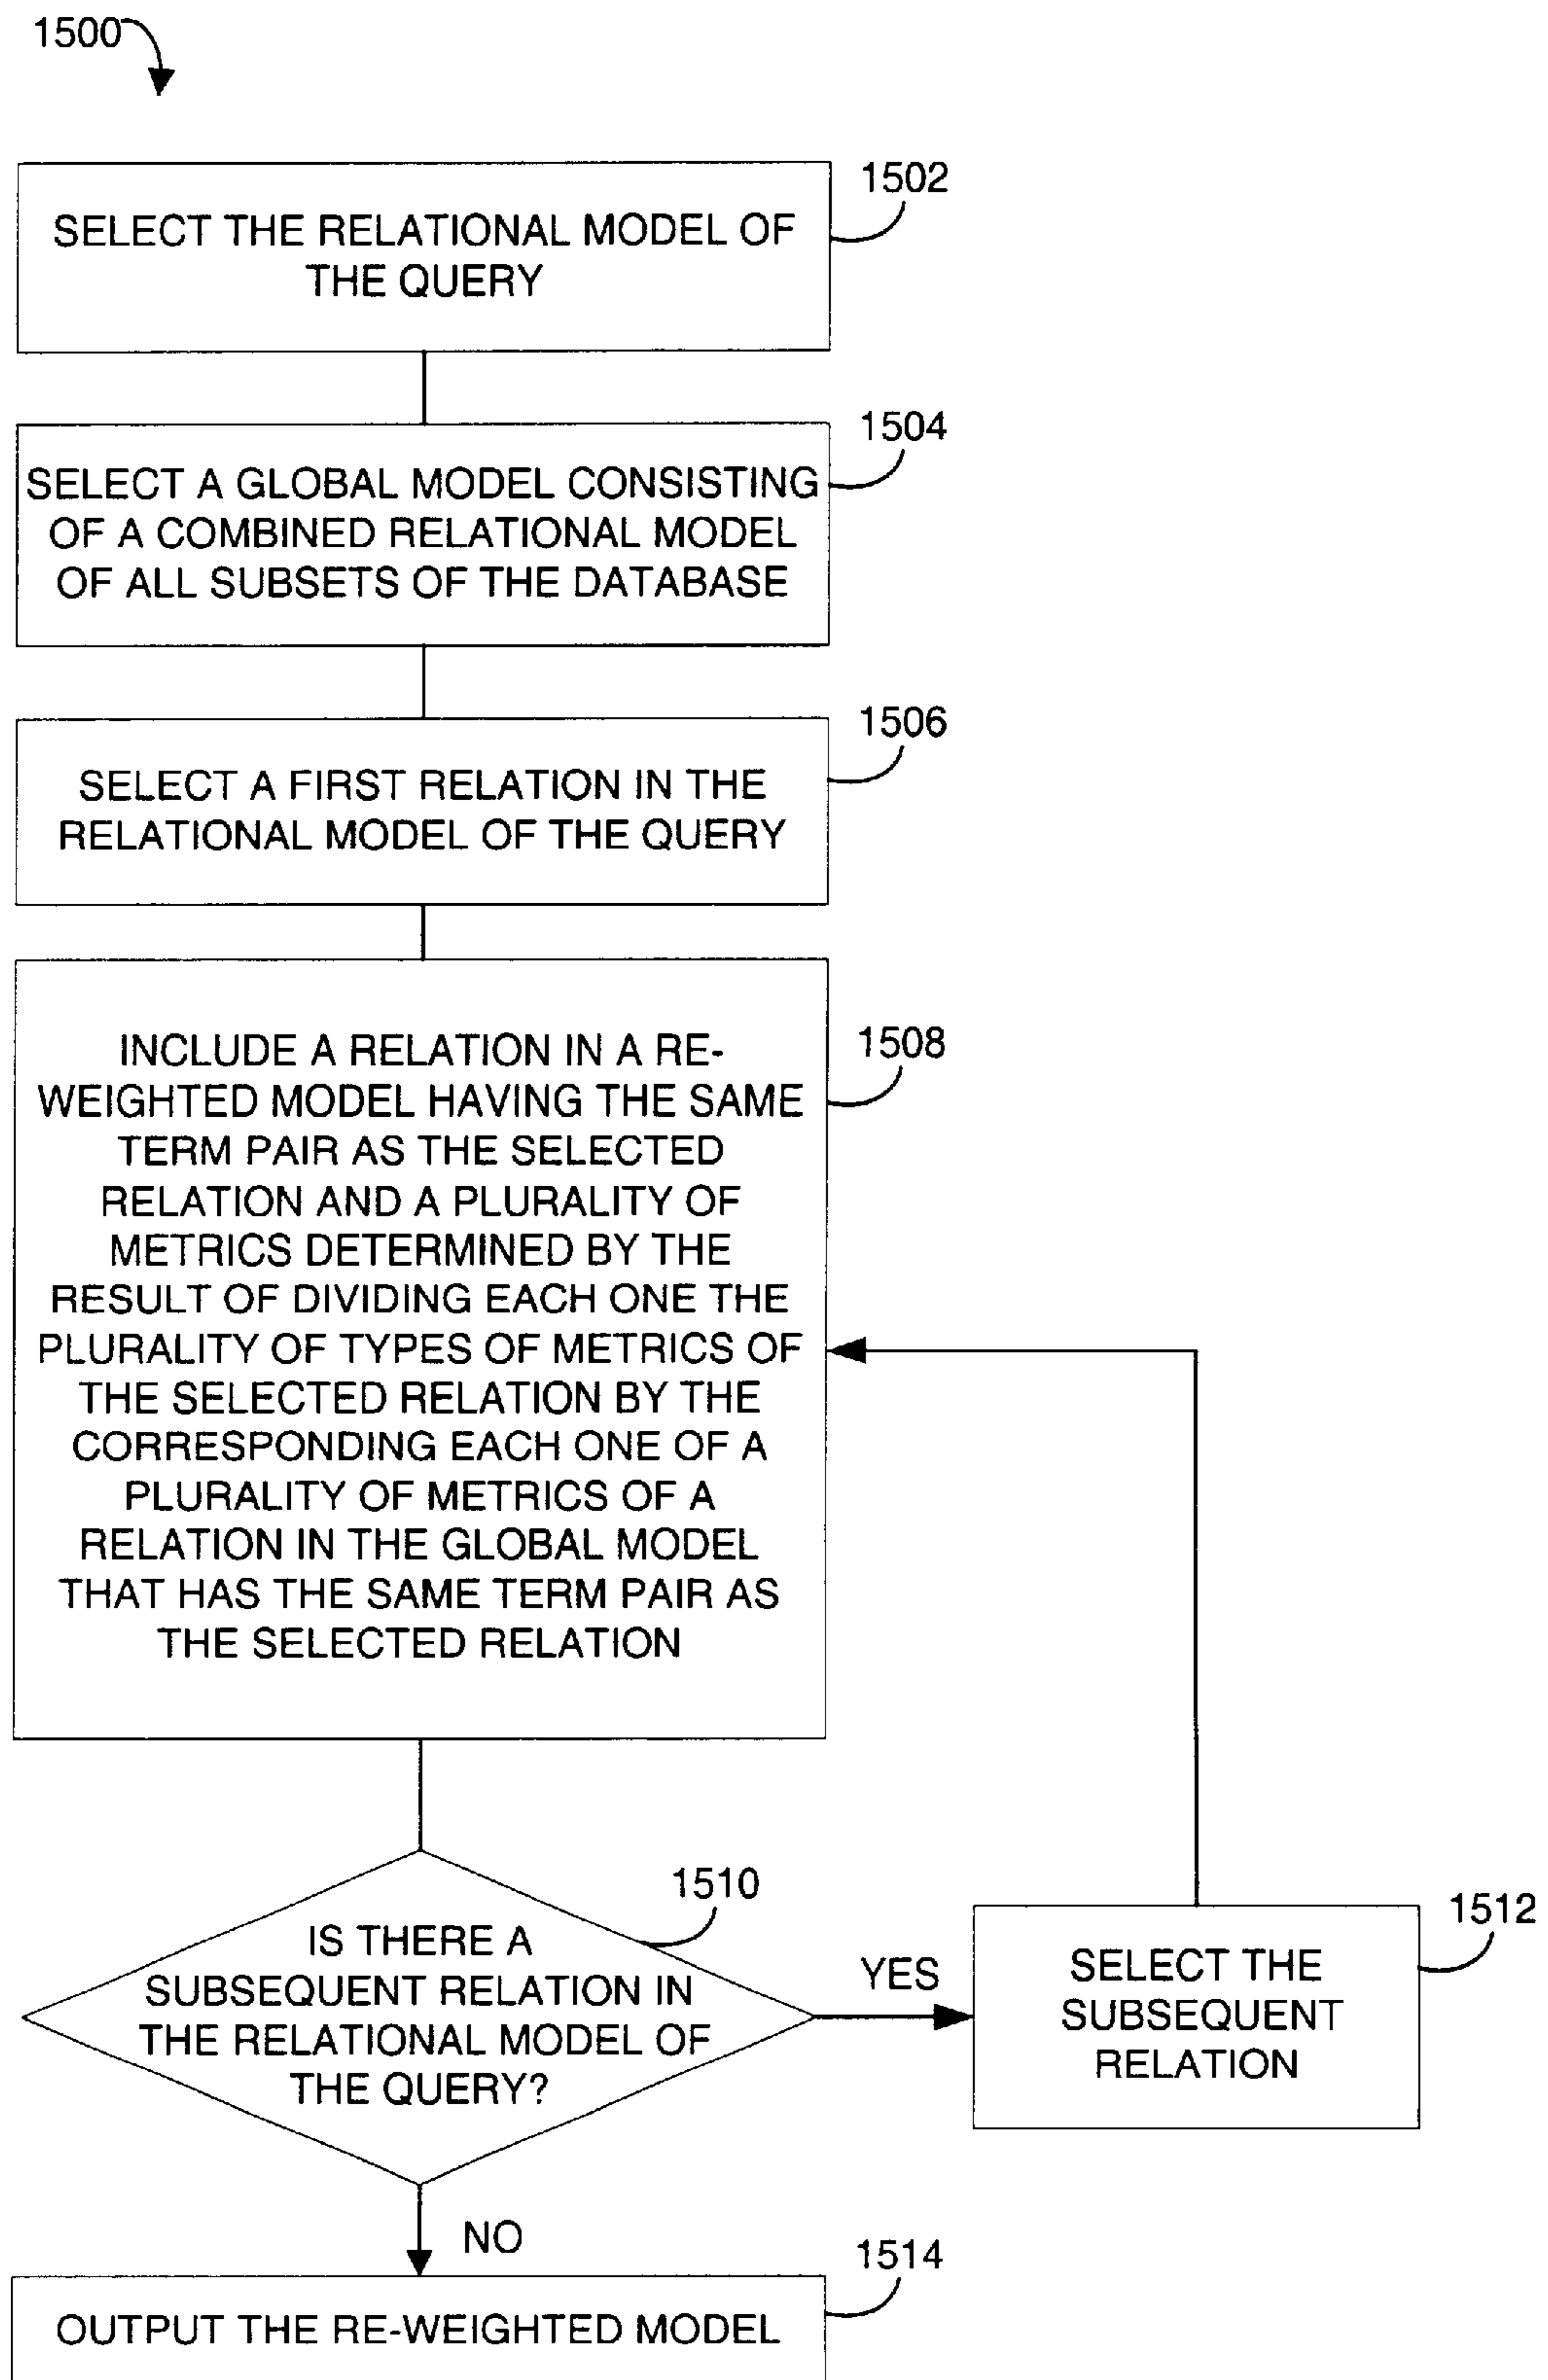 1500
1502
SELECT THE RELATIONAL MODEL OF
THE QUERY
1504
SELECT A GLOBAL MODEL CONSISTING
OF A COMBINED RELATIONAL MODEL
OF ALL SUBSETS OF THE DATABASE
1506
SELECT A FIRST RELATION IN THE
RELATIONAL MODEL OF THE QUERY
1508
INCLUDE A RELATION IN A RE-
WEIGHTED MODEL HAVING THE SAME
TERM PAIR AS THE SELECTED
RELATION AND A PLURALITY OF
METRICS DETERMINED BY THE
RESULT OF DIVIDING EACH ONE THE
PLURALITY OF TYPES OF METRICS OF
THE SELECTED RELATION BY THE
CORRESPONDING EACH ONE OF A
PLURALITY OF METRICS OF A
RELATION IN THE GLOBAL MODEL
THAT HAS THE SAME TERM PAIR AS
THE SELECTED RELATION
1510
IS THERE A
SUBSEQUENT RELATION IN
THE RELATIONAL MODEL OF
THE QUERY?
YES
1512
SELECT THE
SUBSEQUENT
RELATION
NO
1514
OUTPUT THE RE-WEIGHTED MODEL